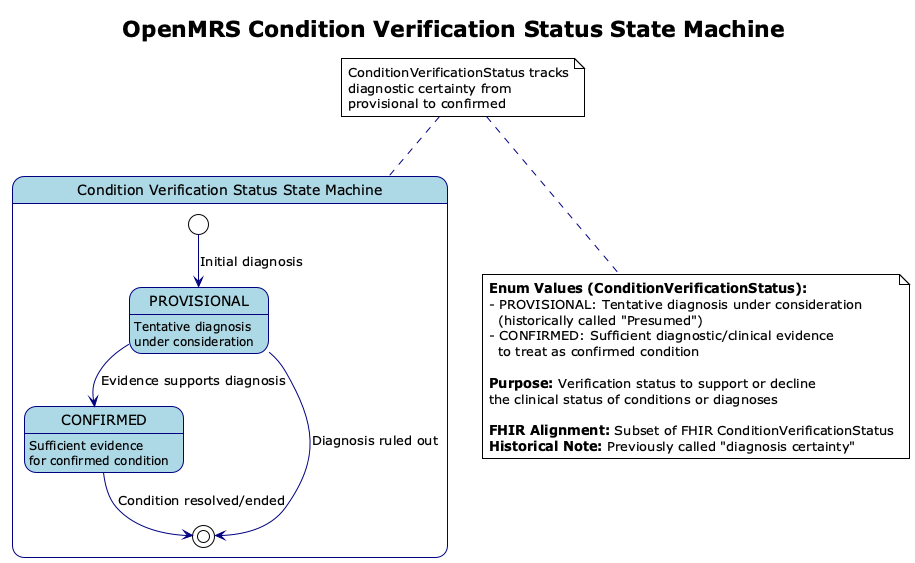 OpenMRS Condition Verification Status State Machine
ConditionVerificationStatus tracks
diagnostic certainty from
provisional to confirmed
Condition Verification Status State Machine
Initial diagnosis
PROVISIONAL
Tentative diagnosis
under consideration
Evidence supports diagnosis
CONFIRMED
Sufficient evidence
for confirmed condition
Diagnosis ruled out
Condition resolved/ended
Enum Values (ConditionVerificationStatus):
- PROVISIONAL: Tentative diagnosis under consideration
(historically called "Presumed")
- CONFIRMED: Sufficient diagnostic/clinical evidence
to treat as confirmed condition
Purpose: Verification status to support or decline
the clinical status of conditions or diagnoses
FHIR Alignment: Subset of FHIR ConditionVerificationStatus
Historical Note: Previously called "diagnosis certainty"